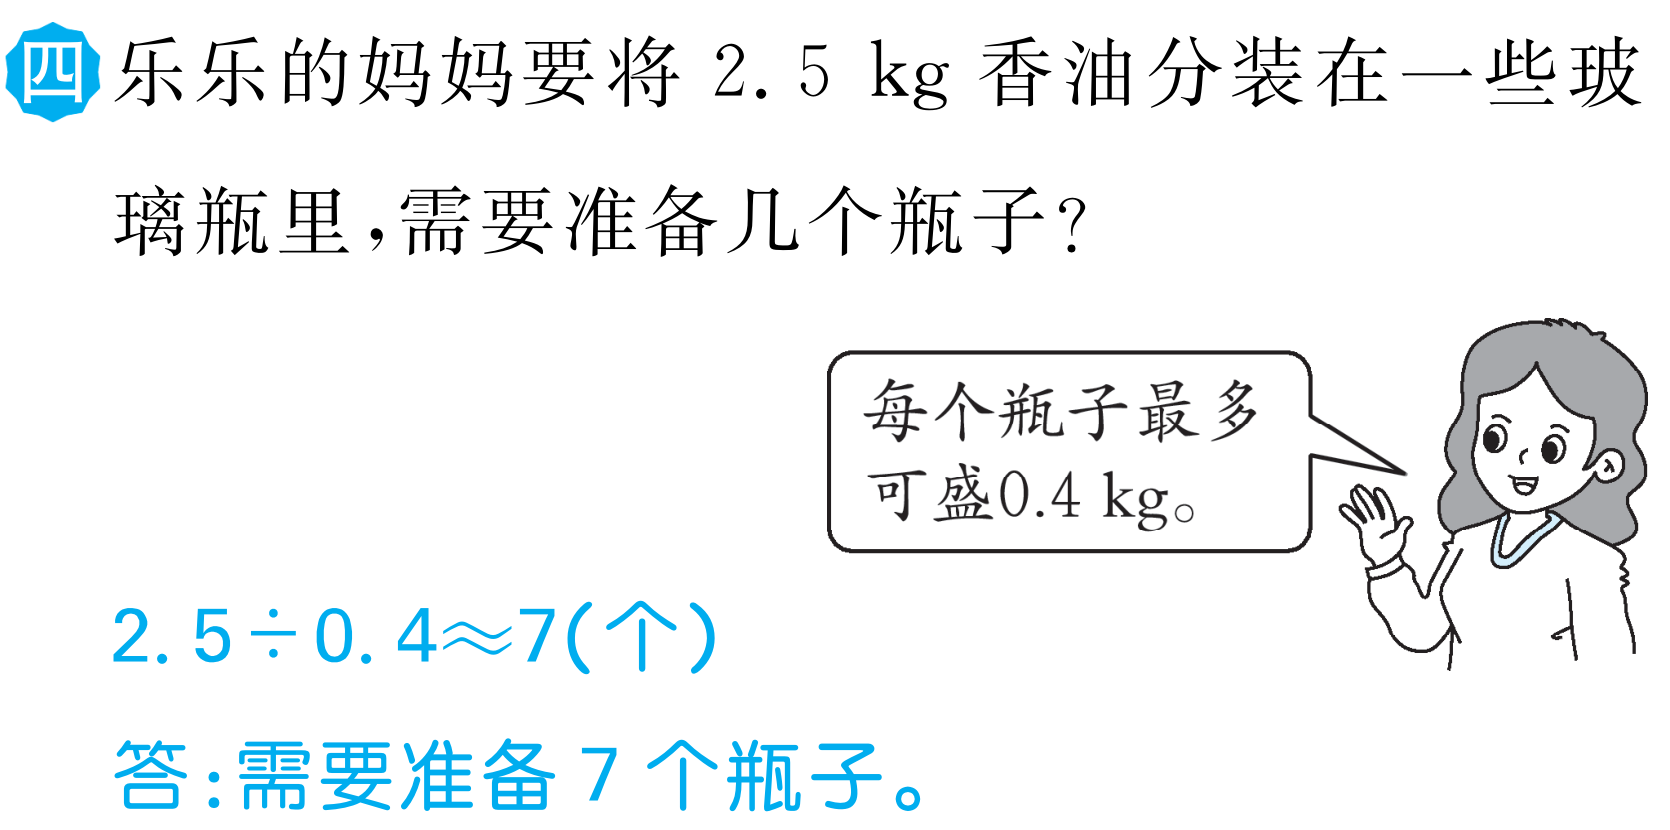 四 乐乐的妈妈要将 2.5 kg 香油分装在一些玻
璃瓶里,需要准备几个瓶子?
每个瓶子最多
可盛0.4 kg。
2.5÷0.4≈7(个)
答:需要准备 7 个瓶子。